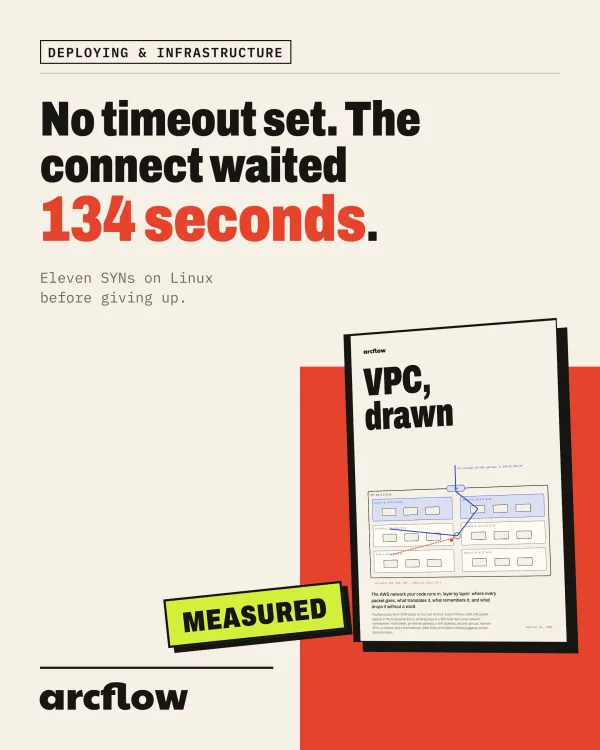 DEPLOYING & INFRASTRUCTURE
No timeout set. The
connect waited
134 seconds.
Eleven SYNs on Linux
before giving up.
arcflow
VPC,
drawn
The AWS network your code runs in, layer by layer: where every
packet goes, what translates it, what remembers it, and what
drops it without a word.
MEASURED
arcflow